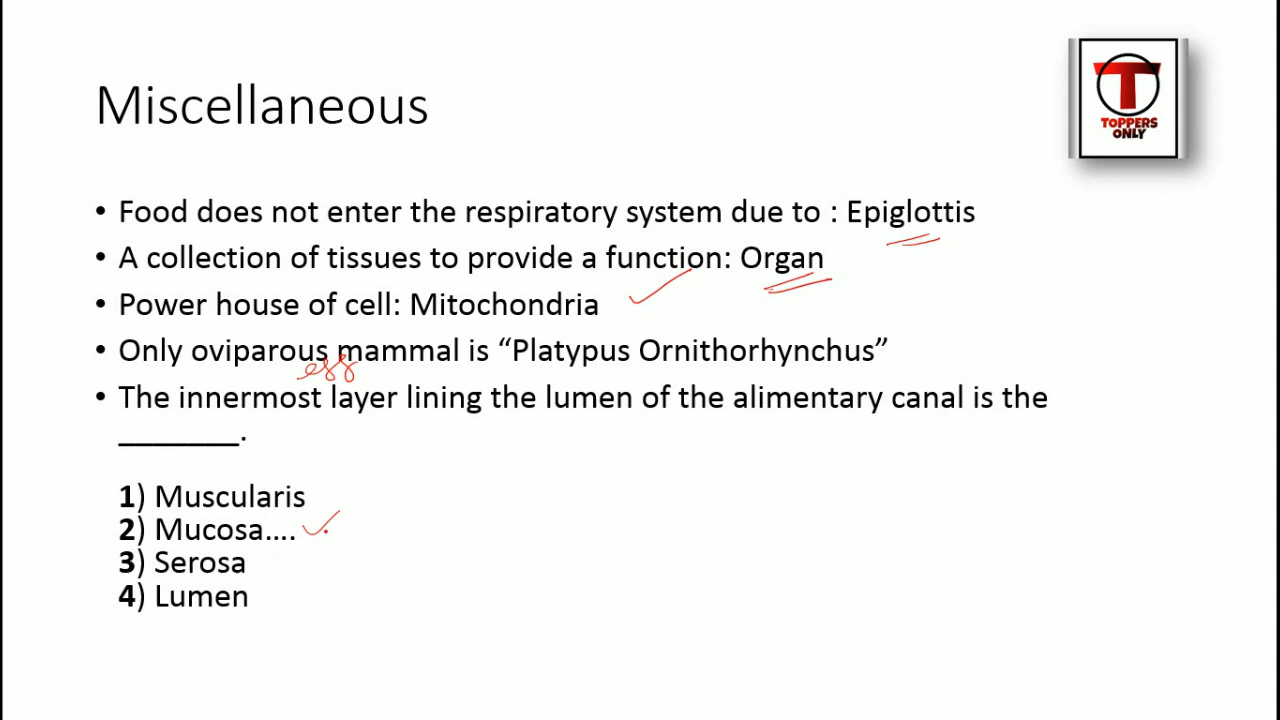 Miscellaneous
T
TOPPERS
ONLY
• Food does not enter the respiratory system due to : Epiglottis
• A collection of tissues to provide a function: Organ
• Power house of cell: Mitochondria
• Only oviparous mammal is “Platypus Ornithorhynchus”
• The innermost layer lining the lumen of the alimentary canal is the
_______.
1) Muscularis
2) Mucosa....
3) Serosa
4) Lumen